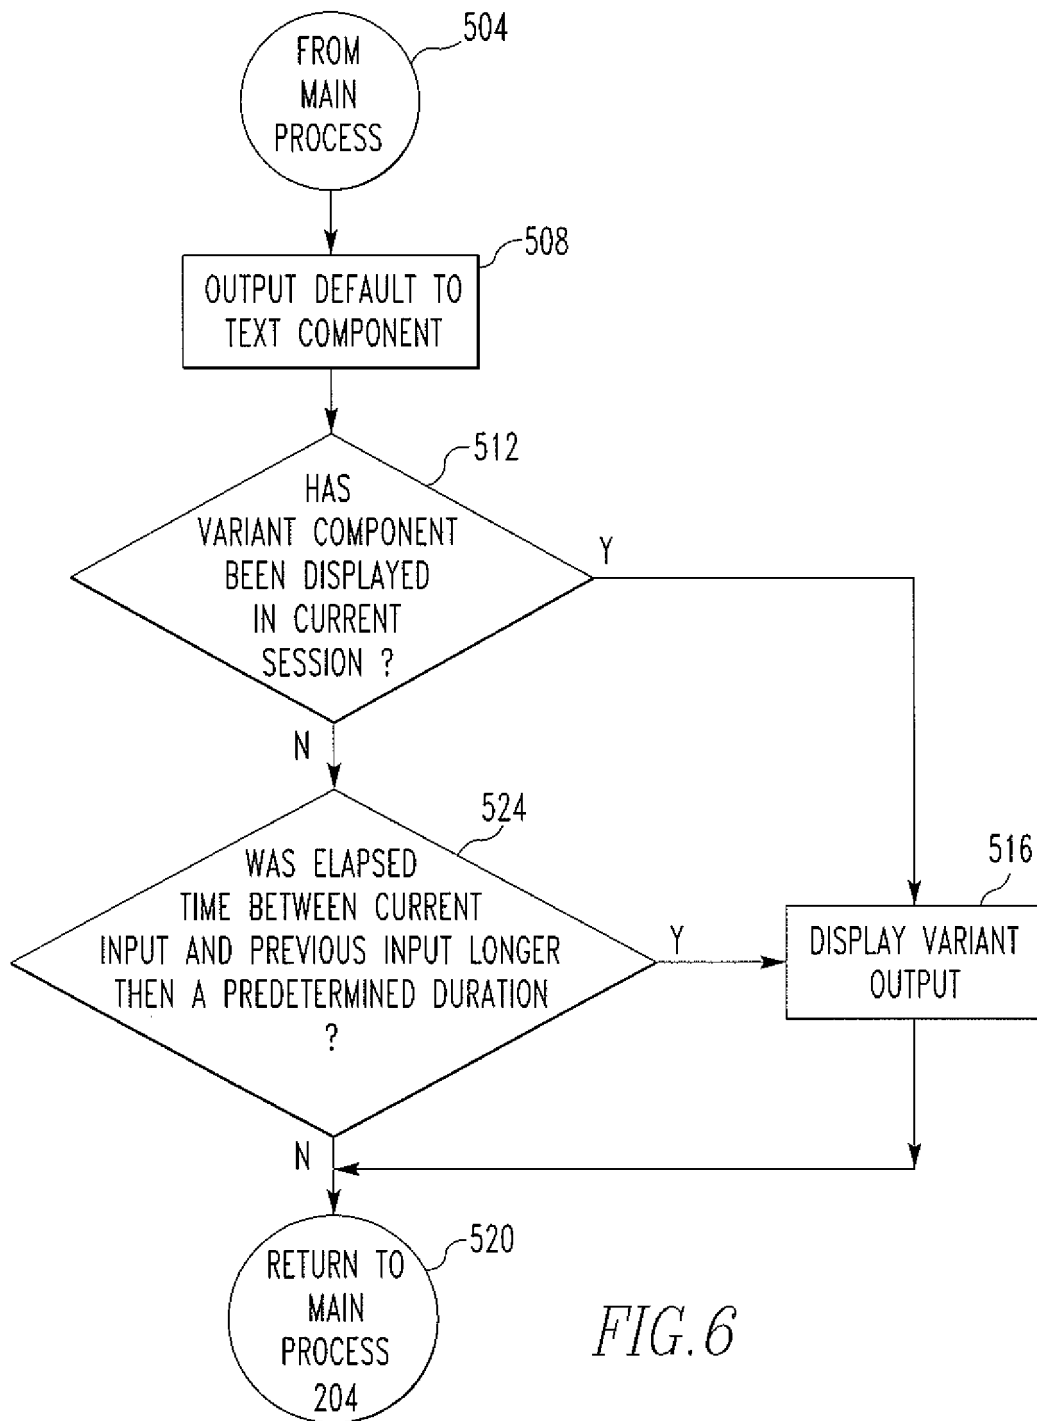 504
FROM
MAIN
PROCESS
508
OUTPUT DEFAULT TO
TEXT COMPONENT
512
HAS
VARIANT COMPONENT
BEEN DISPLAYED
IN CURRENT
SESSION ?
Y
N
524
WAS ELAPSED
TIME BETWEEN CURRENT
INPUT AND PREVIOUS INPUT LONGER
THEN A PREDETERMINED DURATION
?
Y
516
DISPLAY VARIANT
OUTPUT
N
520
RETURN TO
MAIN
PROCESS
204
FIG.6